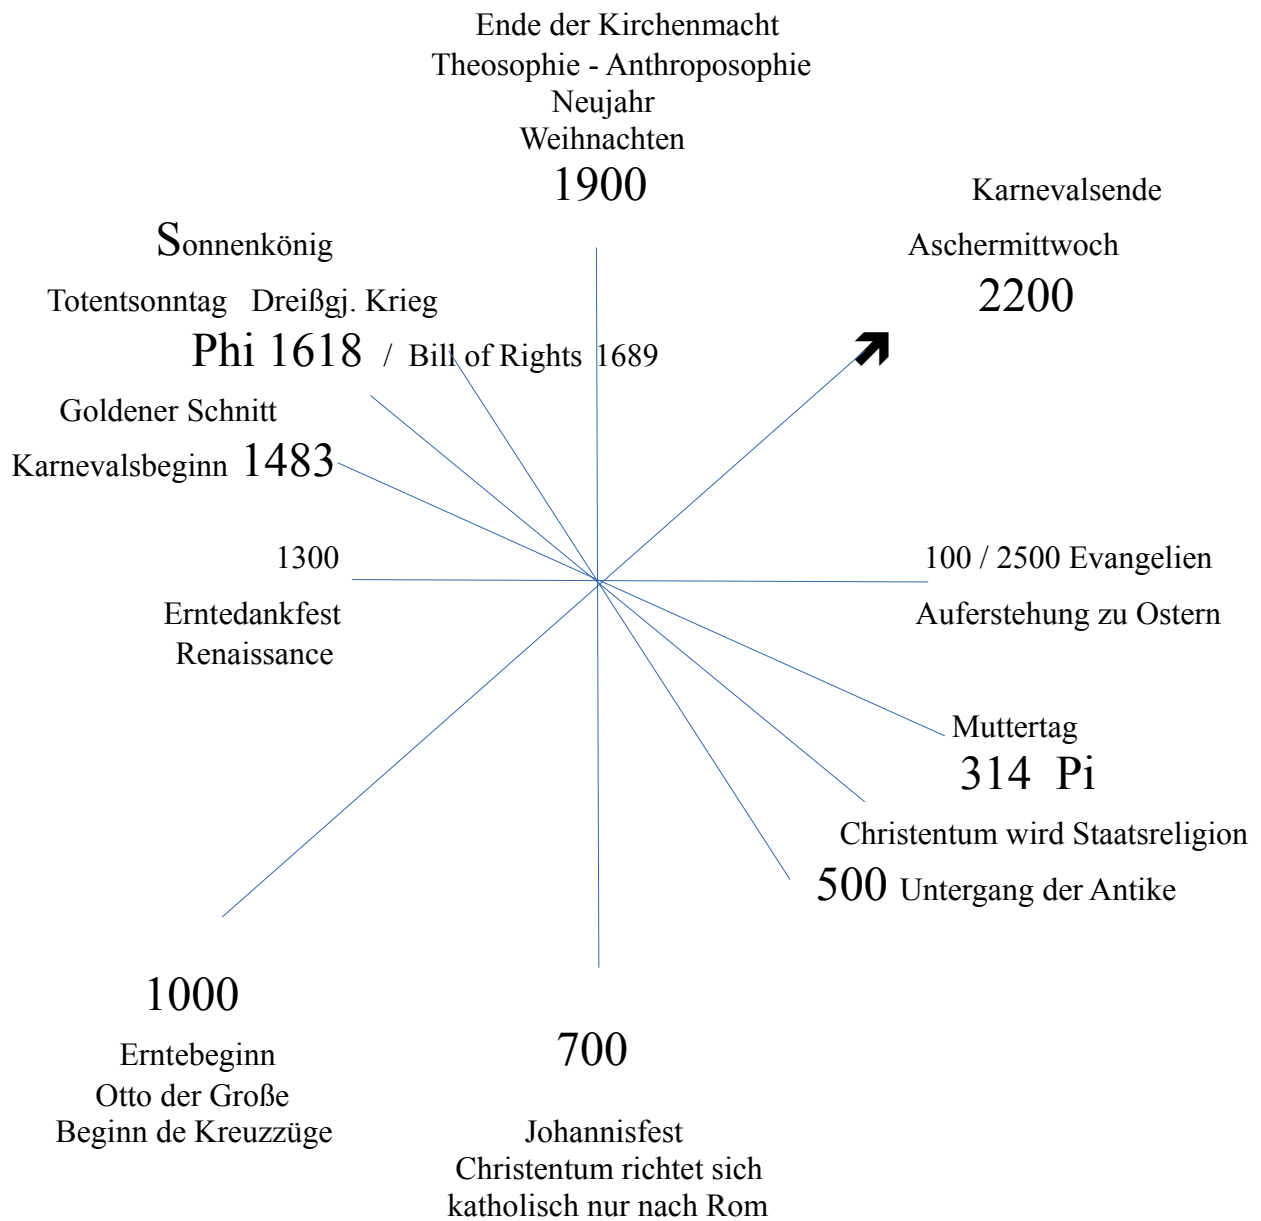 Ende der Kirchenmacht
Theosophie - Anthroposophie
Neujahr
Weihnachten
1900
Karnevalsende
Aschermittwoch
2200
Sonnenkönig
Totentsonntag Dreißgj. Krieg
Phi 1618 / Bill of Rights 1689
Goldener Schnitt
Karnevalsbeginn 1483
1300
Erntedankfest
Renaissance
100 / 2500 Evangelien
Auferstehung zu Ostern
Muttertag
314 Pi
Christentum wird Staatsreligion
500 Untergang der Antike
1000
Erntebeginn
Otto der Große
Beginn de Kreuzzüge
700
Johannisfest
Christentum richtet sich
katholisch nur nach Rom